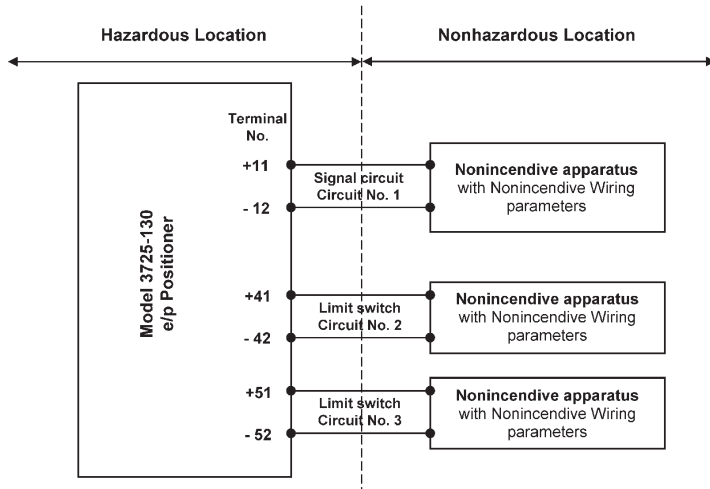 Hazardous Location
Nonhazardous Location
Model 3725-130
e/p Positioner
Terminal
No.
+11
- 12
Signal circuit
Circuit No. 1
Nonincendive apparatus
with Nonincendive Wiring
parameters
+41
- 42
Limit switch
Circuit No. 2
Nonincendive apparatus
with Nonincendive Wiring
parameters
+51
- 52
Limit switch
Circuit No. 3
Nonincendive apparatus
with Nonincendive Wiring
parameters